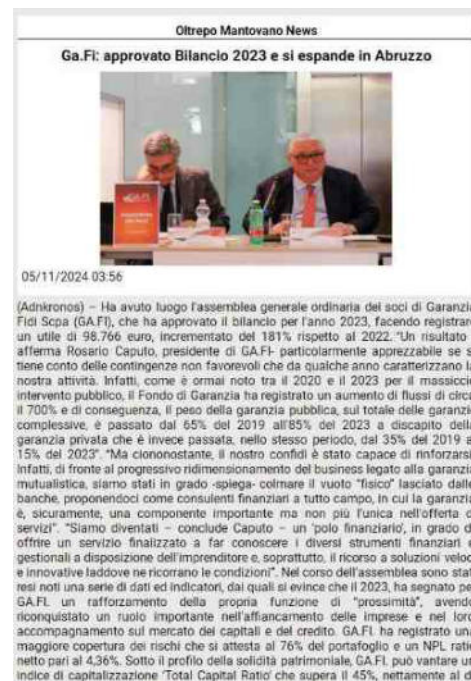 Oltrepo Mantovano News
Ga.Fi: approvato Bilancio 2023 e si espande in Abruzzo
GA.FI.
05/11/2024 03:56
(Adnkronos) – Ha avuto luogo l'assemblea generale ordinaria dei soci di Garanzia
Fidi Scpa (GA.FI), che ha approvato il bilancio per l'anno 2023, facendo registrare
un utile di 98.766 euro, incrementato del 181% rispetto al 2022. "Un risultato -
afferma Rosario Caputo, presidente di GA.FI- particolarmente apprezzabile se si
tiene conto delle contingenze non favorevoli che da qualche anno caratterizzano la
nostra attività. Infatti, come è ormai noto tra il 2020 e il 2023 per il massiccio
intervento pubblico, il Fondo di Garanzia ha registrato un aumento di flussi di circa
il 700% e di conseguenza, il peso della garanzia pubblica, sul totale delle garanzie
complessive, è passato dal 65% del 2019 all'85% del 2023 a discapito della
garanzia privata che è invece passata, nello stesso periodo, dal 35% del 2019 al
15% del 2023". "Ma ciononostante, il nostro confidi è stato capace di rinforzarsi.
Infatti, di fronte al progressivo ridimensionamento del business legato alla garanzia
mutualistica, siamo stati in grado -spiega- colmare il vuoto "fisico" lasciato dalle
banche, proponendoci come consulenti finanziari a tutto campo, in cui la garanzia
è, sicuramente, una componente importante ma non più l'unica nell'offerta di
servizi". "Siamo diventati – conclude Caputo – un 'polo finanziario', in grado di
offrire un servizio finalizzato a far conoscere i diversi strumenti finanziari e
gestionali a disposizione dell'imprenditore e, soprattutto, il ricorso a soluzioni veloci
e innovative laddove ne ricorrano le condizioni". Nel corso dell'assemblea sono stati
resi noti una serie di dati ed indicatori, dai quali si evince che il 2023, ha segnato per
GA.FI. un rafforzamento della propria funzione di "prossimità", avendo
riconquistato un ruolo importante nell'affiancamento delle imprese e nel loro
accompagnamento sul mercato dei capitali e del credito. GA.FI. ha registrato una
maggiore copertura dei rischi che si attesta al 76% del portafoglio e un NPL ratio
netto pari al 4,36%. Sotto il profilo della solidità patrimoniale, GA.FI. può vantare un
indice di capitalizzazione 'Total Capital Ratio' che supera il 45%, nettamente al di